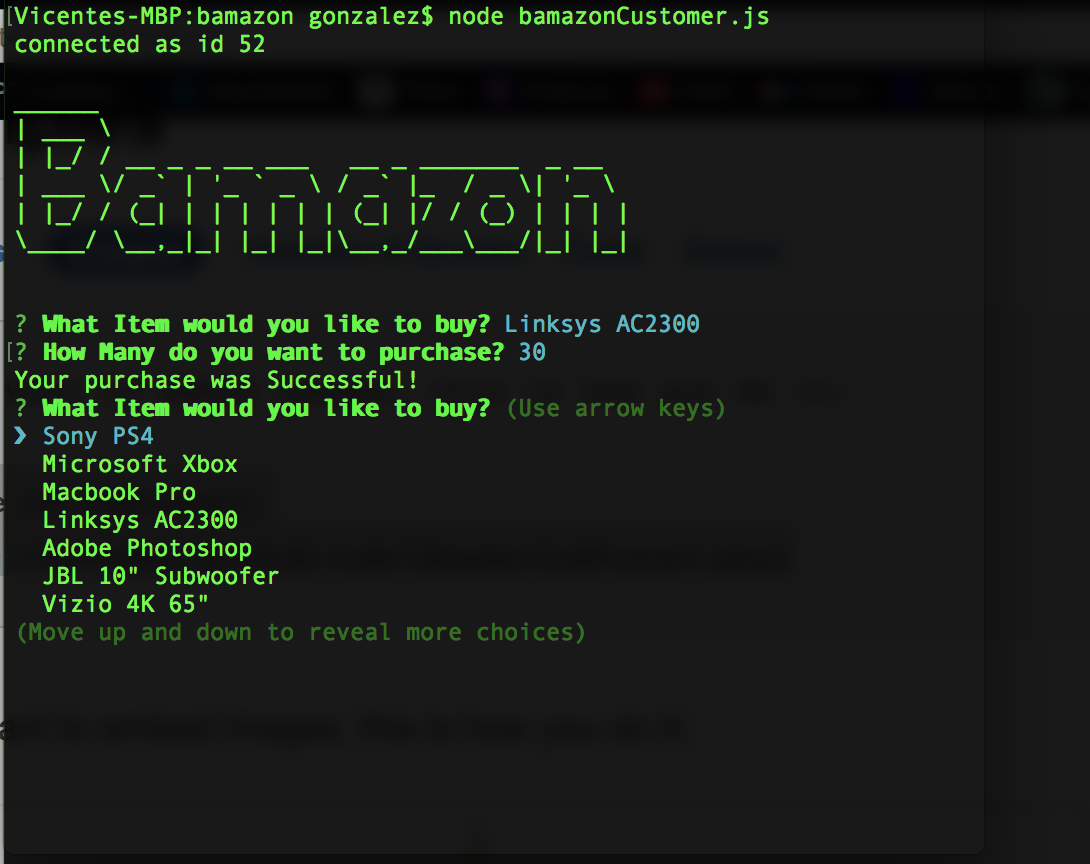 [Vicentes-MBP:bamazon gonzalez$ node bamazonCustomer.js
connected as id 52
Bamazon
? What Item would you like to buy? Linksys AC2300
[? How Many do you want to purchase? 30
Your purchase was Successful!
? What Item would you like to buy? (Use arrow keys)
❯ Sony PS4
Microsoft Xbox
Macbook Pro
Linksys AC2300
Adobe Photoshop
JBL 10" Subwoofer
Vizio 4K 65"
(Move up and down to reveal more choices)